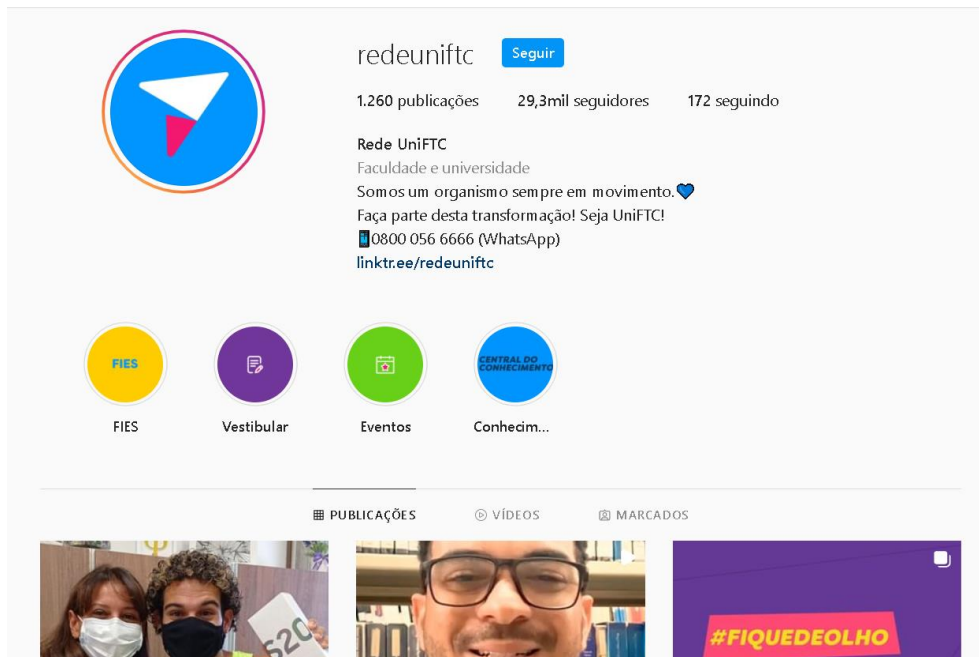 redeuniftc Seguir
1.260 publicações 29,3mil seguidores 172 seguindo
Rede UniFTC
Faculdade e universidade
Somos um organismo sempre em movimento.💙
Faça parte desta transformação! Seja UniFTC!
📱0800 056 6666 (WhatsApp)
linktr.ee/redeuniftc
FIES
CENTRAL DO
CONHECIMENTO
FIES Vestibular Eventos Conhecim...
PUBLICAÇÕES VÍDEOS MARCADOS
S20
#FIQUEDEOLHO